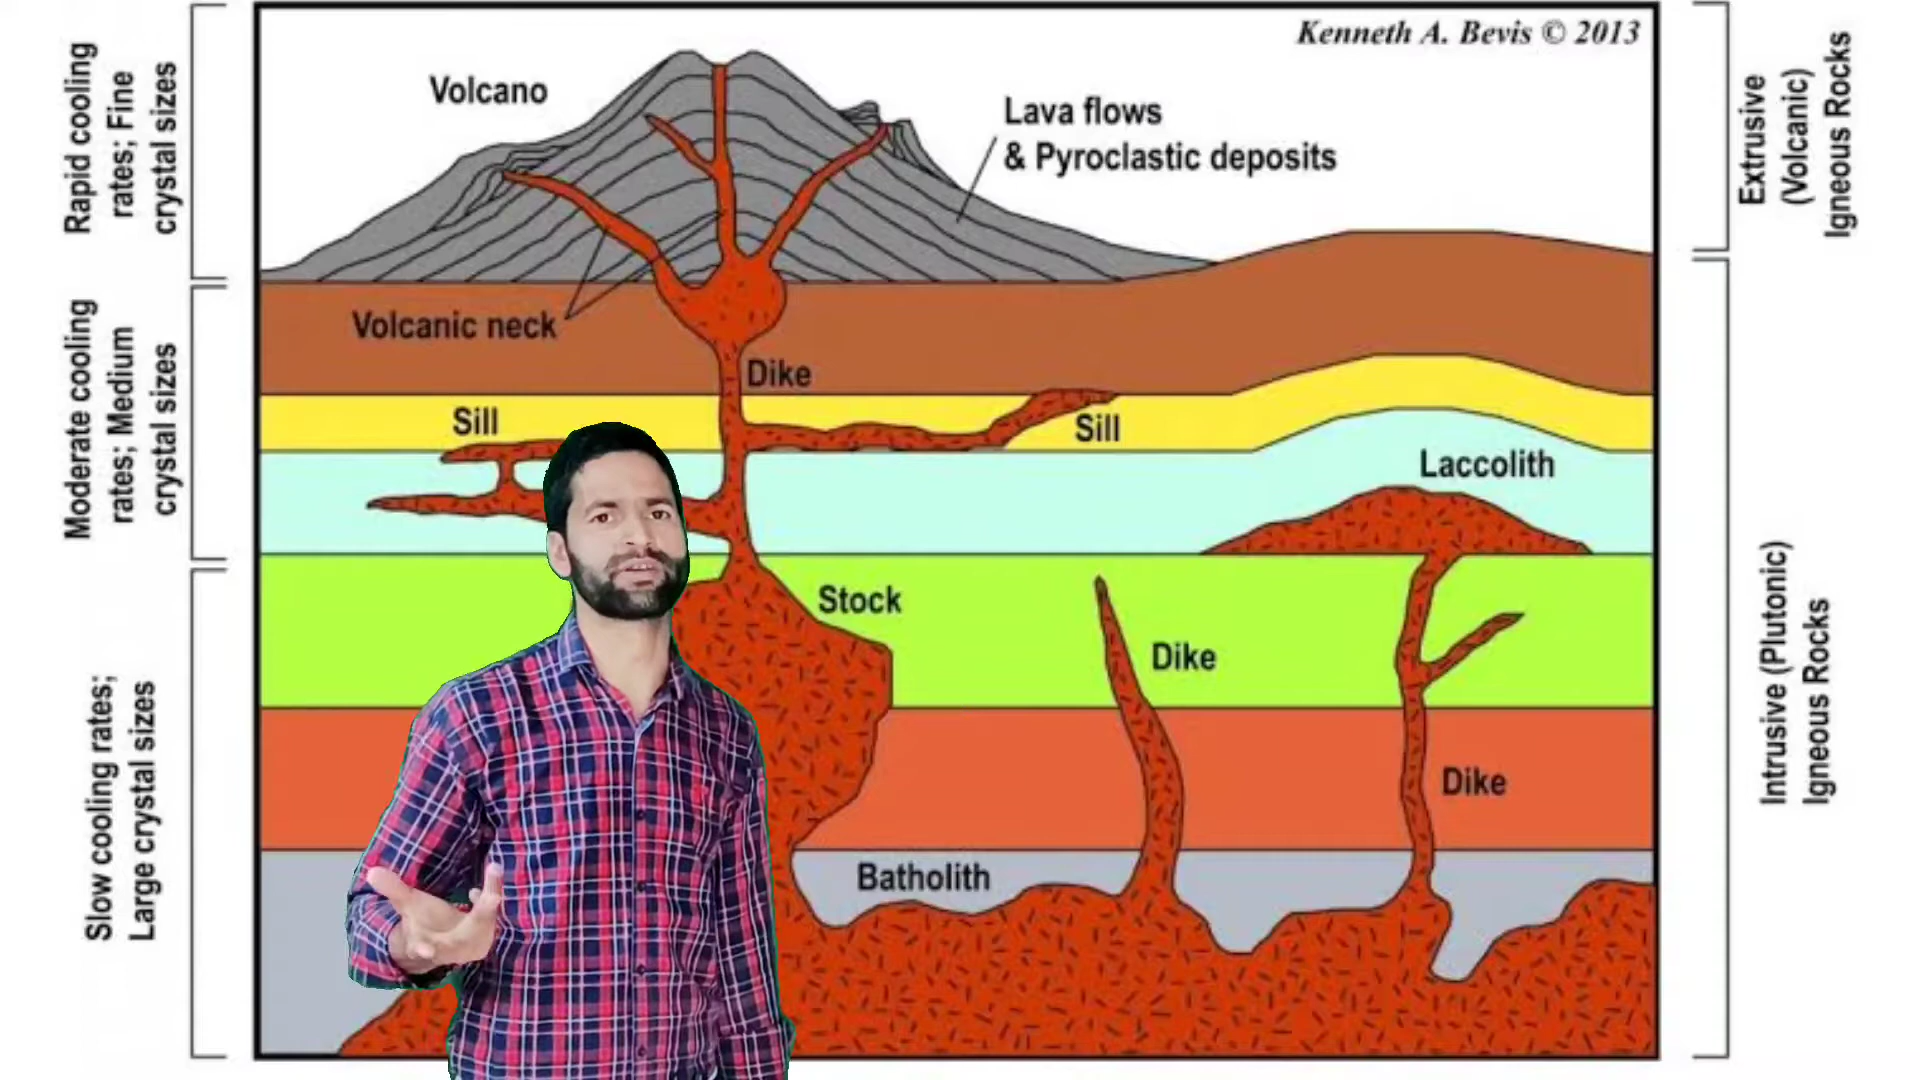 Kenneth A. Bevis © 2013
Volcano
Lava flows
& Pyroclastic deposits
Volcanic neck
Dike
Sill
Sill
Laccolith
Stock
Dike
Dike
Batholith
Rapid cooling
rates; Fine
crystal sizes
Moderate cooling
rates; Medium
crystal sizes
Slow cooling rates;
Large crystal sizes
Extrusive
(Volcanic)
Igneous Rocks
Intrusive (Plutonic)
Igneous Rocks